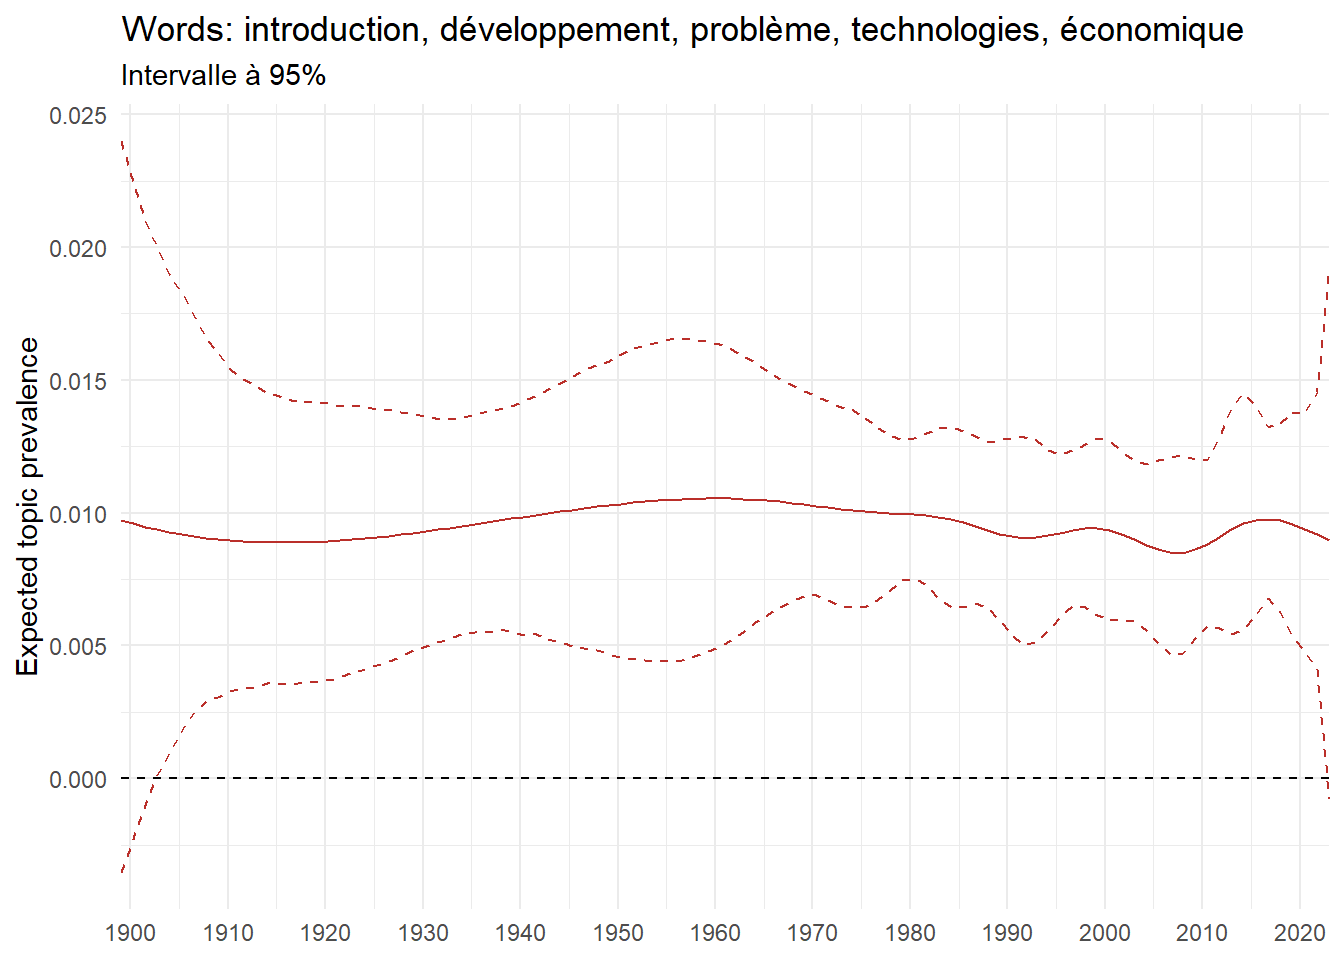 Words: introduction, développement, problème, technologies, économique
Intervalle à 95%
Expected topic prevalence
0.025
0.020
0.015
0.010
0.005
0.000
1900 1910 1920 1930 1940 1950 1960 1970 1980 1990 2000 2010 2020